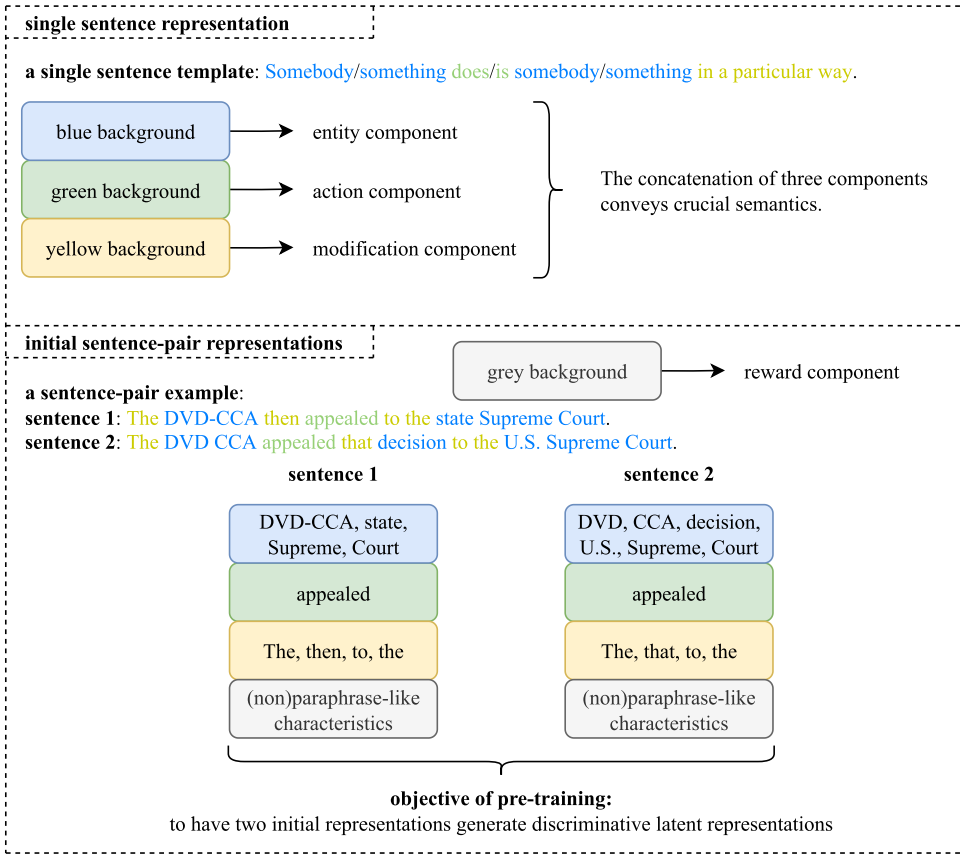 single sentence representation
a single sentence template: Somebody/something does/is somebody/something in a particular way.
blue background
entity component
green background
action component
yellow background
modification component
The concatenation of three components
conveys crucial semantics.
initial sentence-pair representations
grey background
reward component
a sentence-pair example:
sentence 1: The DVD-CCA then appealed to the state Supreme Court.
sentence 2: The DVD CCA appealed that decision to the U.S. Supreme Court.
sentence 1
sentence 2
DVD-CCA, state,
Supreme, Court
DVD, CCA, decision,
U.S., Supreme, Court
appealed
appealed
The, then, to, the
The, that, to, the
(non)paraphrase-like
characteristics
(non)paraphrase-like
characteristics
objective of pre-training:
to have two initial representations generate discriminative latent representations